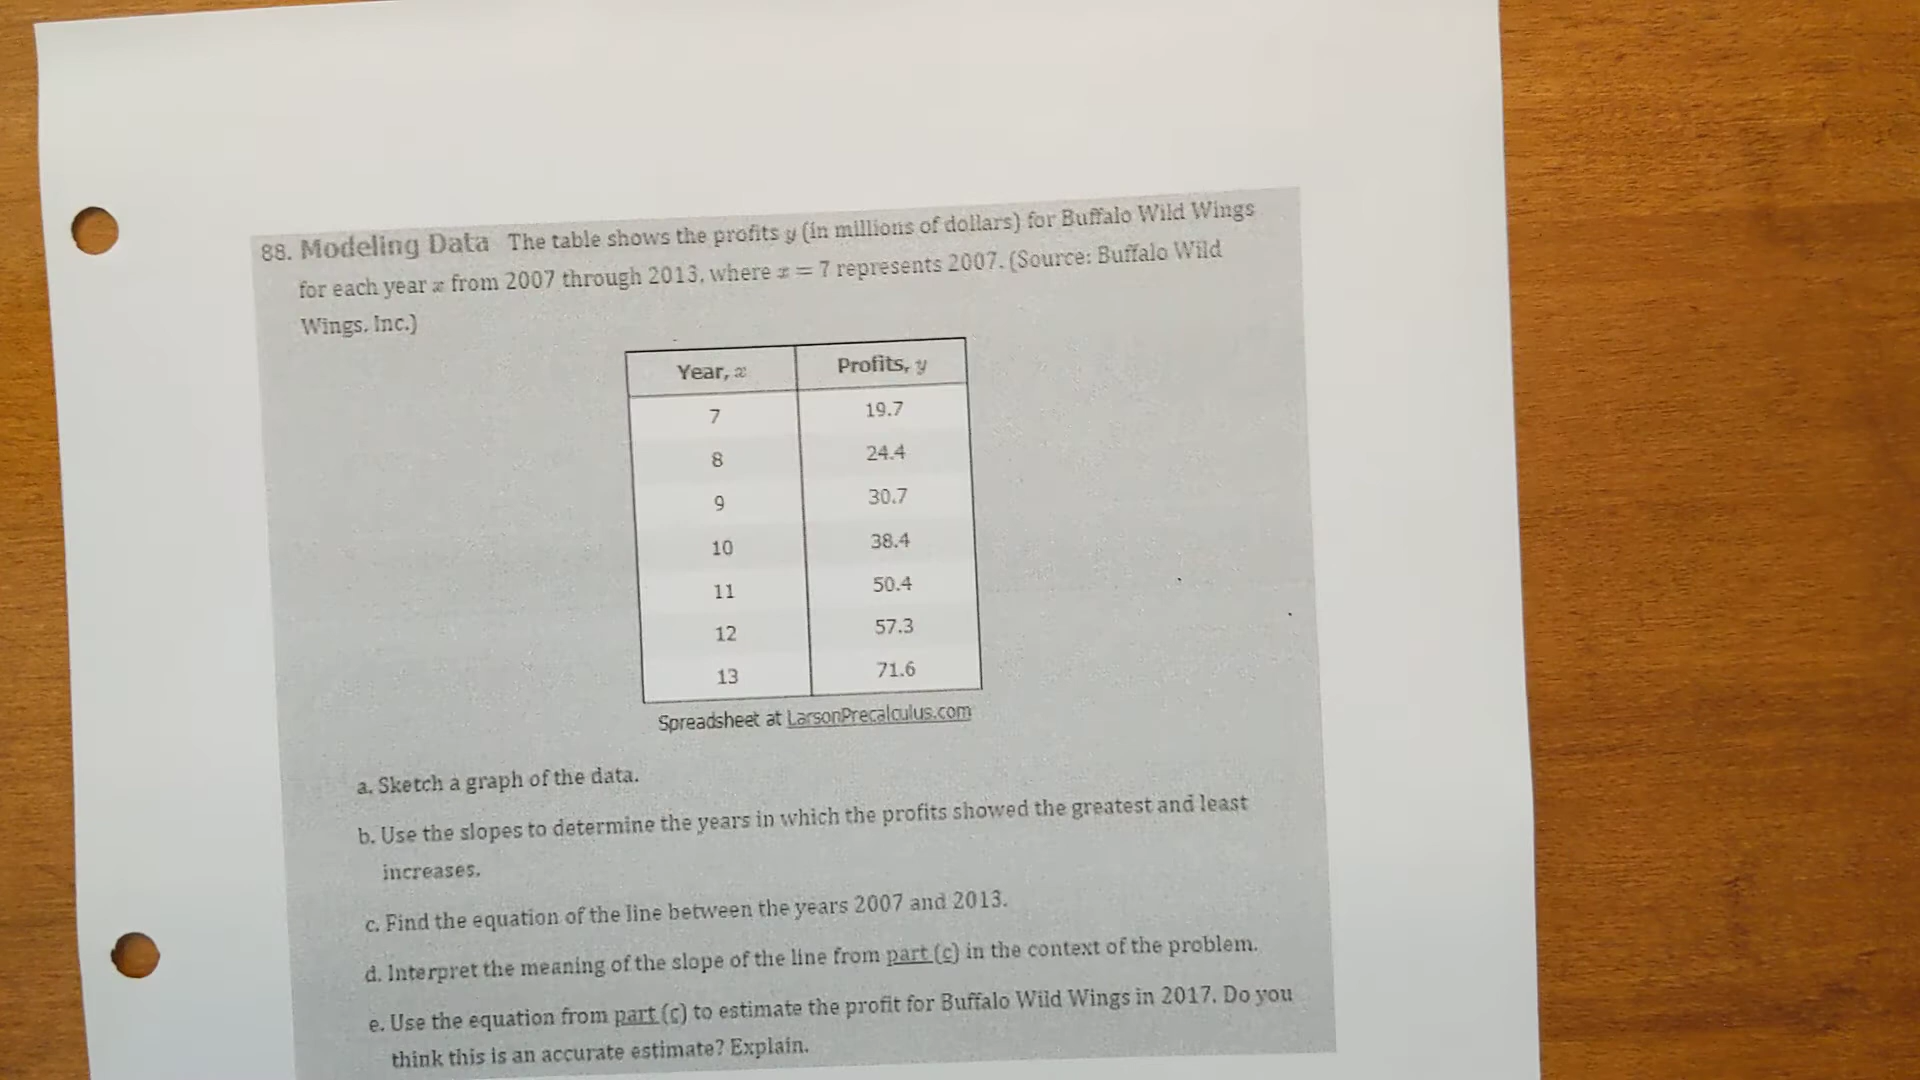 88. Modeling Data The table shows the profits y (in millions of dollars) for Buffalo Wild Wings
for each year x from 2007 through 2013, where x = 7 represents 2007. (Source: Buffalo Wild
Wings, Inc.)
Year, x Profits, y
7 19.7
8 24.4
9 30.7
10 38.4
11 50.4
12 57.3
13 71.6
Spreadsheet at LarsonPrecalculus.com
a. Sketch a graph of the data.
b. Use the slopes to determine the years in which the profits showed the greatest and least
increases.
c. Find the equation of the line between the years 2007 and 2013.
d. Interpret the meaning of the slope of the line from part (c) in the context of the problem.
e. Use the equation from part (c) to estimate the profit for Buffalo Wild Wings in 2017. Do you
think this is an accurate estimate? Explain.